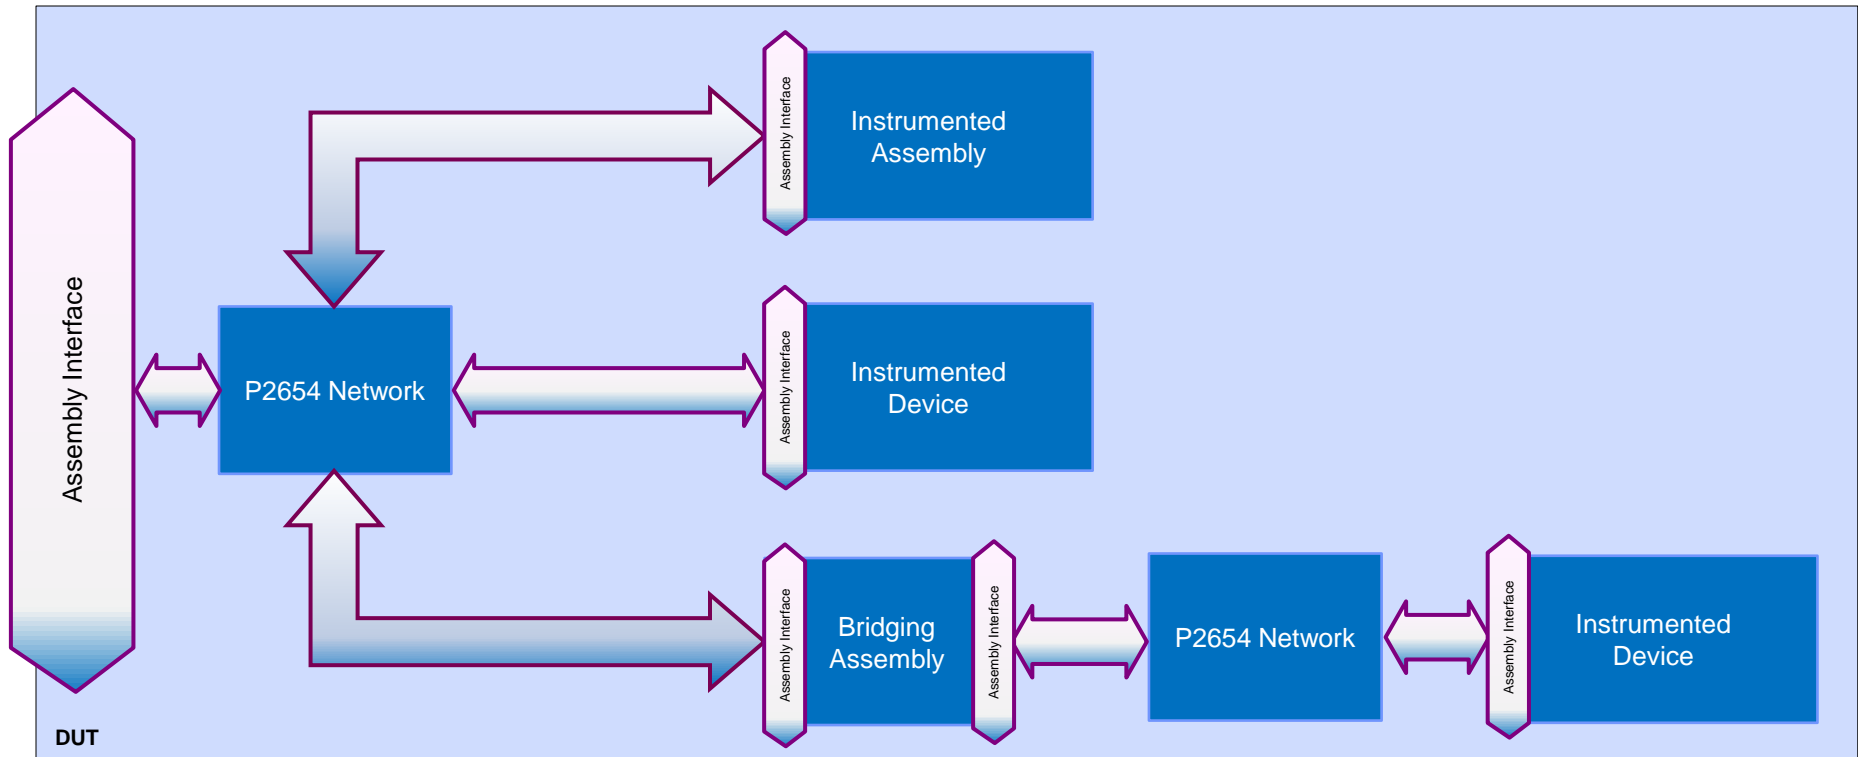 Assembly Interface
P2654 Network
Assembly Interface
Instrumented
Assembly
Assembly Interface
Instrumented
Device
Assembly Interface
Bridging
Assembly
Assembly Interface
P2654 Network
Assembly Interface
Instrumented
Device
DUT